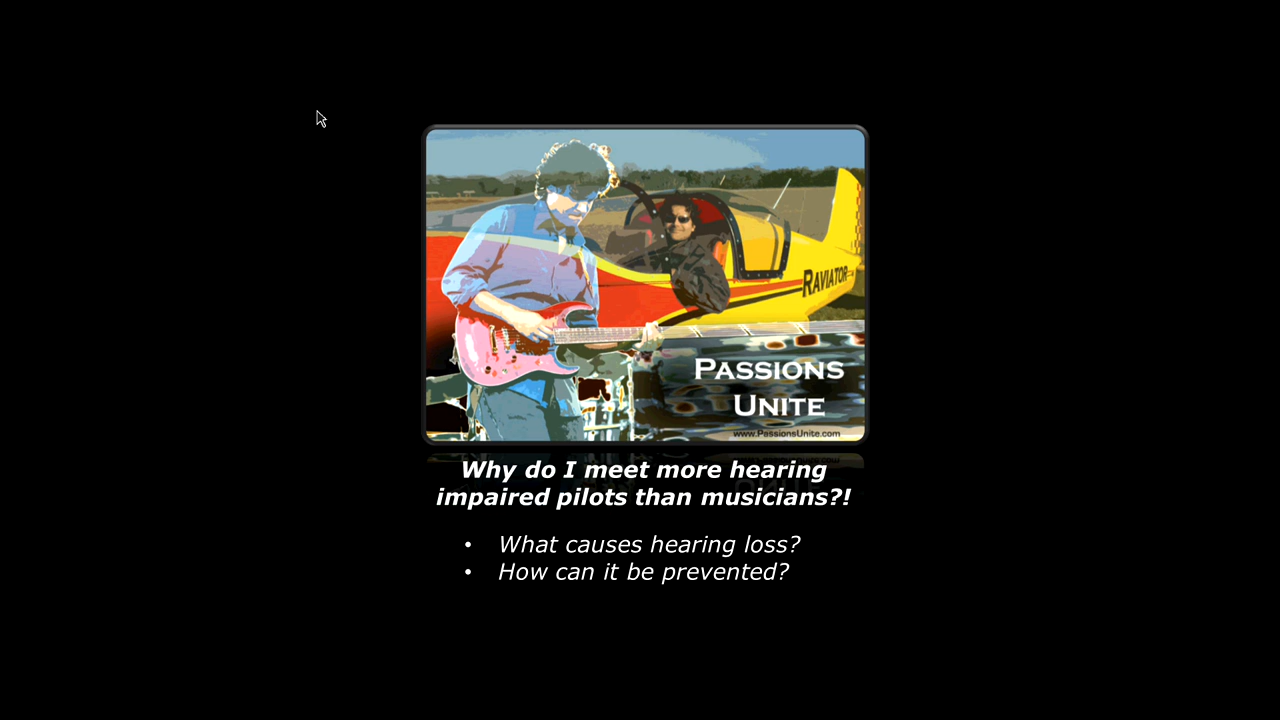 RAVIATOR
PASSIONS
UNITE
www.PassionsUnite.com
Why do I meet more hearing
impaired pilots than musicians?!
• What causes hearing loss?
• How can it be prevented?